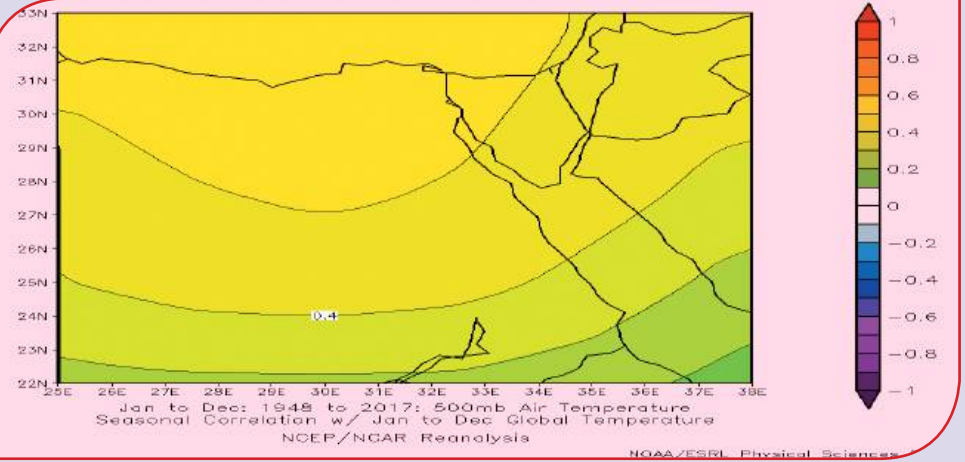 33N
32N
31N
30N
29N
28N
27N
26N
25N
24N
23N
22N
0.4
25E 26E 27E 28E 29E 30E 31E 32E 33E 34E 35E 36E 37E 38E
1
0.8
0.6
0.4
0.2
0
-0.2
-0.4
-0.6
-0.8
-1
Jan to Dec: 1948 to 2017: 500mb Air Temperature
Seasonal Correlation w/ Jan to Dec Global Temperature
NCEP/NCAR Reanalysis
NOAA/ESRL Physical Sciences